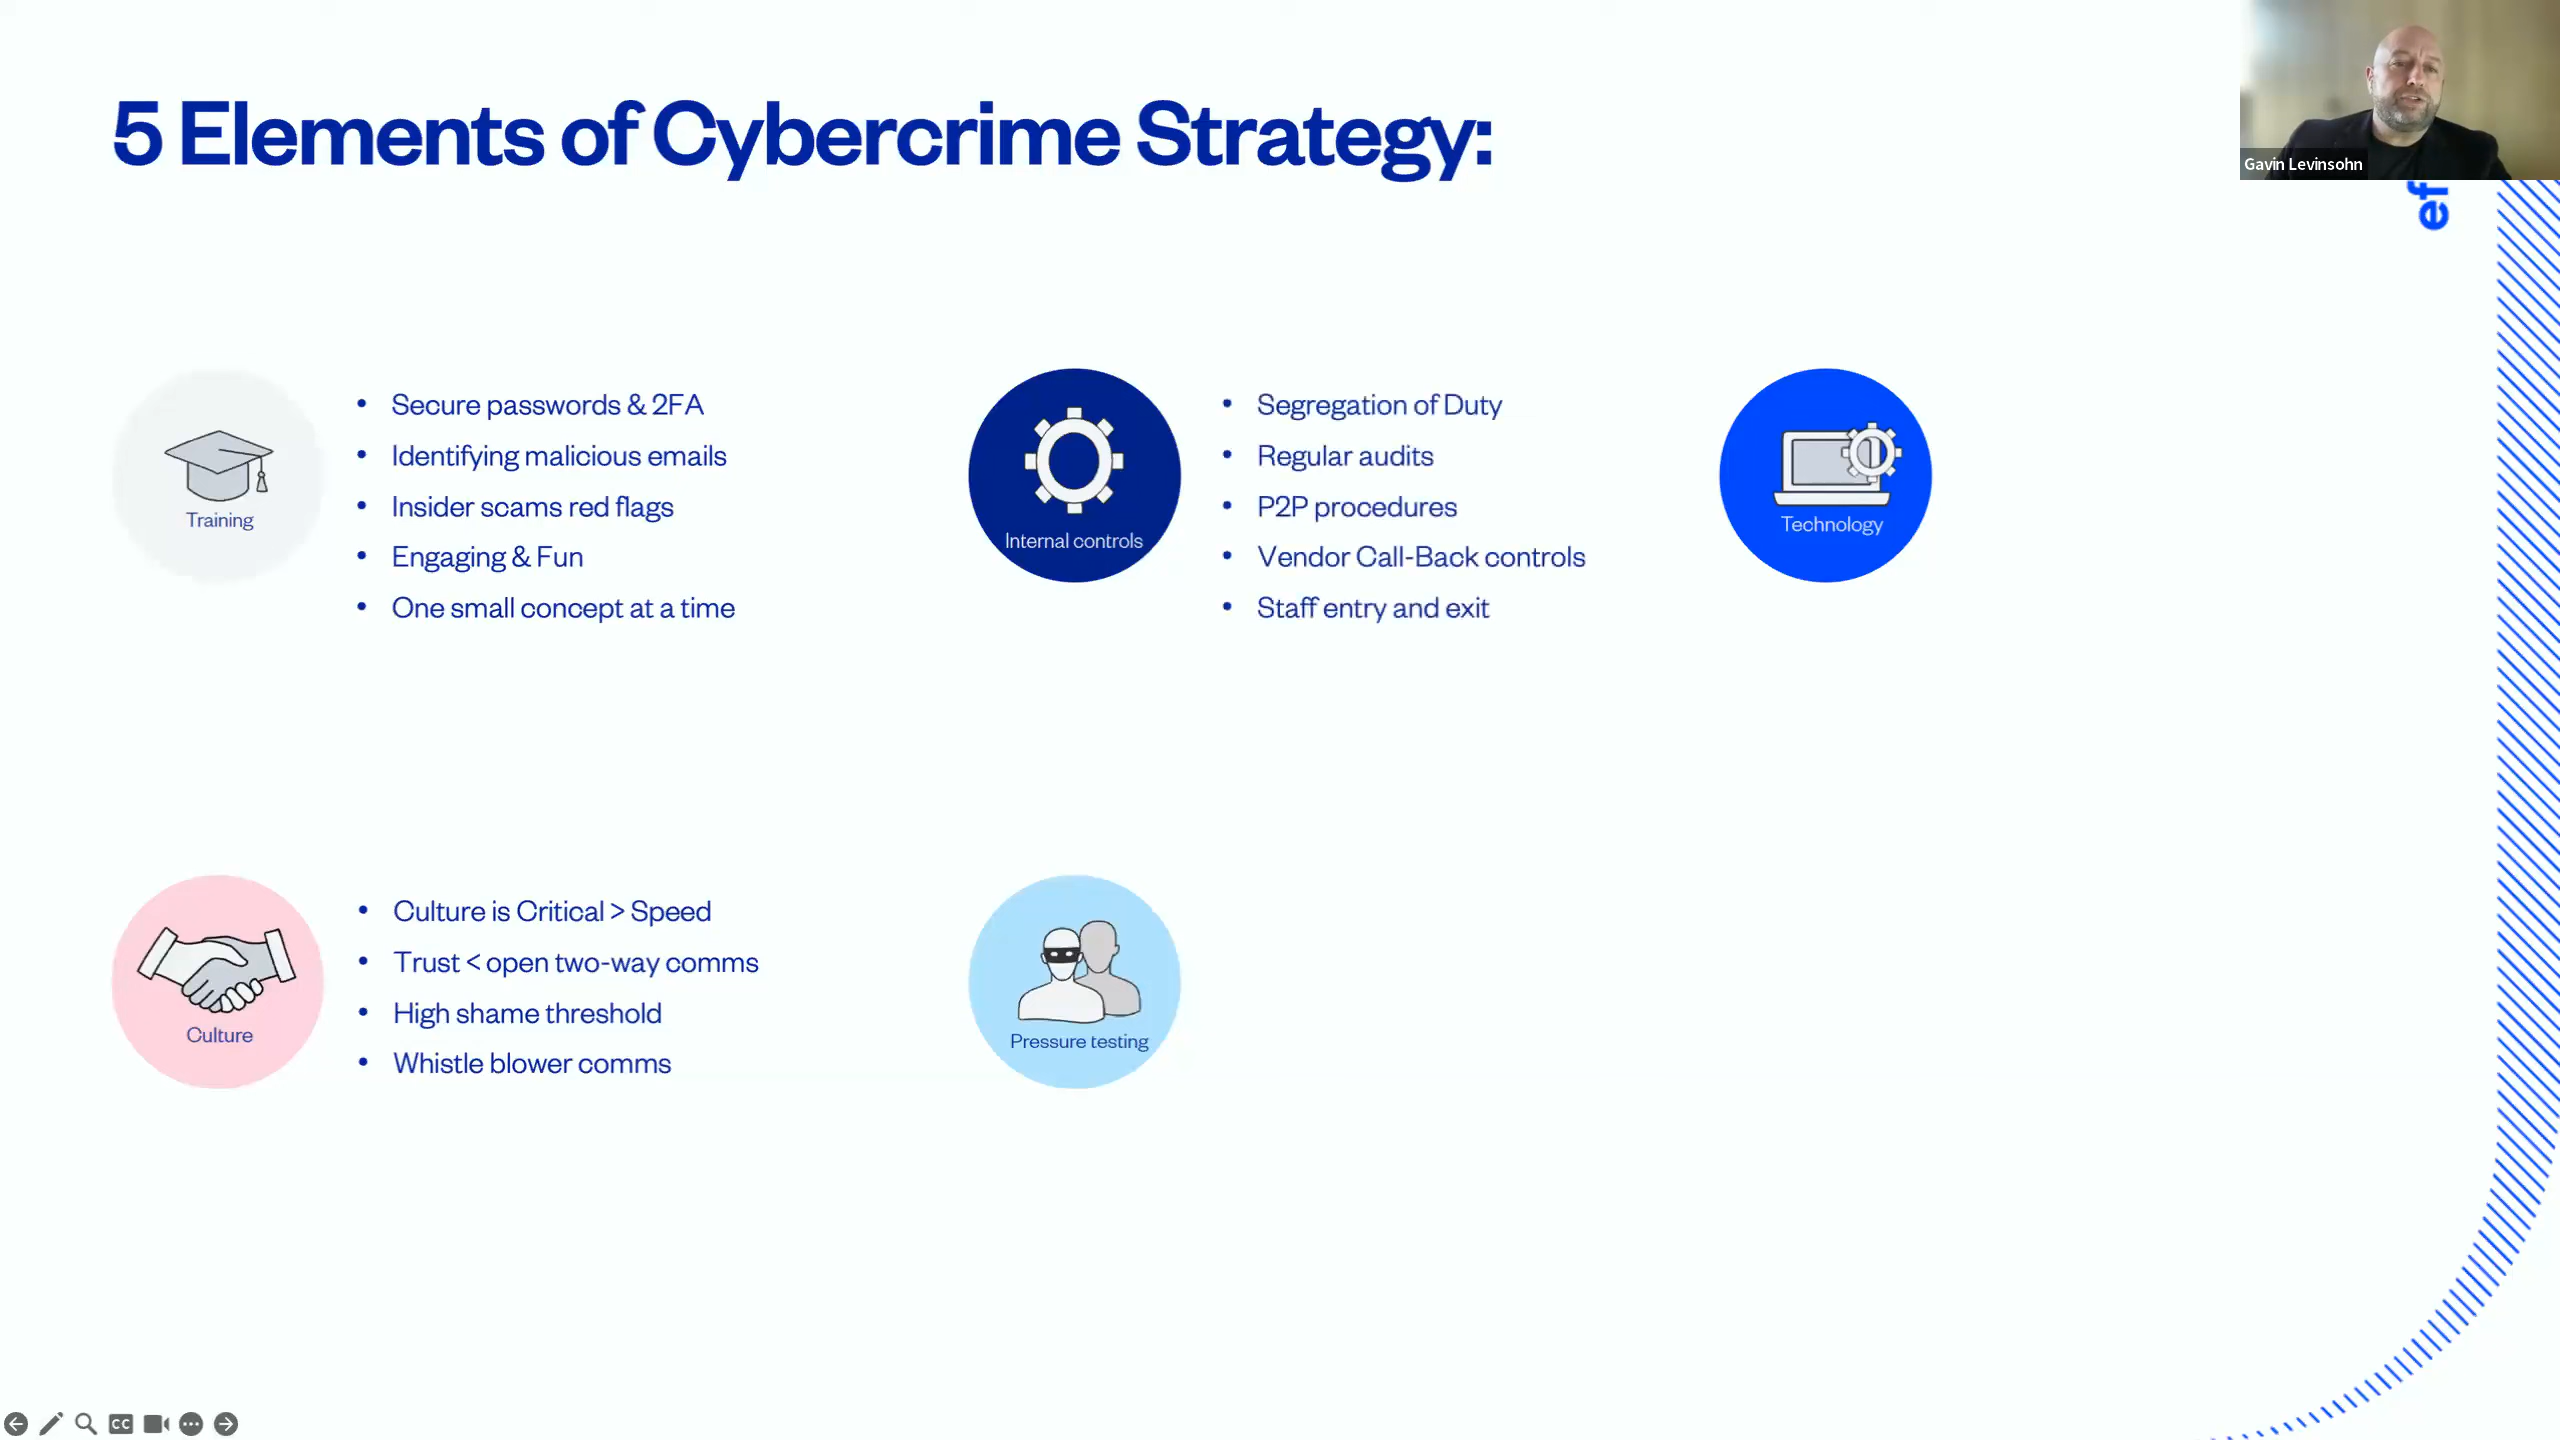 5 Elements of Cybercrime Strategy:
Gavin Levinsohn
ef
Training
• Secure passwords & 2FA
• Identifying malicious emails
• Insider scams red flags
• Engaging & Fun
• One small concept at a time
Internal controls
• Segregation of Duty
• Regular audits
• P2P procedures
• Vendor Call-Back controls
• Staff entry and exit
Technology
Culture
• Culture is Critical > Speed
• Trust < open two-way comms
• High shame threshold
• Whistle blower comms
Pressure testing
CC